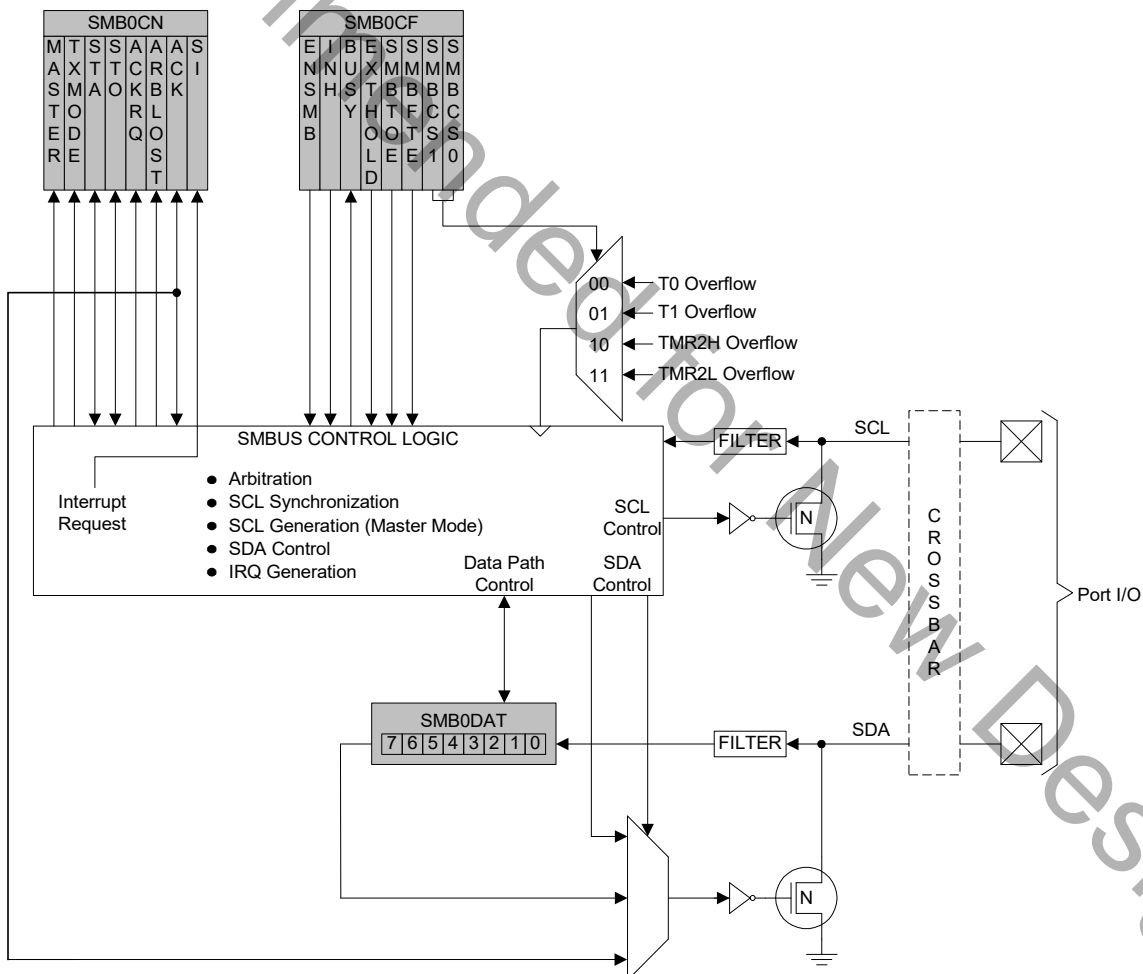 SMB0CN
MASTER
TXMODE
STA
STO
ACKRQ
ARBLOST
ACK
SI
SMB0CF
ENSMB
INH
BUSY
EXTHOLD
SMBTOE
SMBFTE
SMBCS1
SMBCS0
00
T0 Overflow
01
T1 Overflow
10
TMR2H Overflow
11
TMR2L Overflow
SMBUS CONTROL LOGIC
Interrupt
Request
● Arbitration
● SCL Synchronization
● SCL Generation (Master Mode)
● SDA Control
● IRQ Generation
Data Path
Control
SCL
Control
SDA
Control
FILTER
SCL
N
CROSSBAR
Port I/O
SMB0DAT
7 6 5 4 3 2 1 0
FILTER
SDA
N
for New